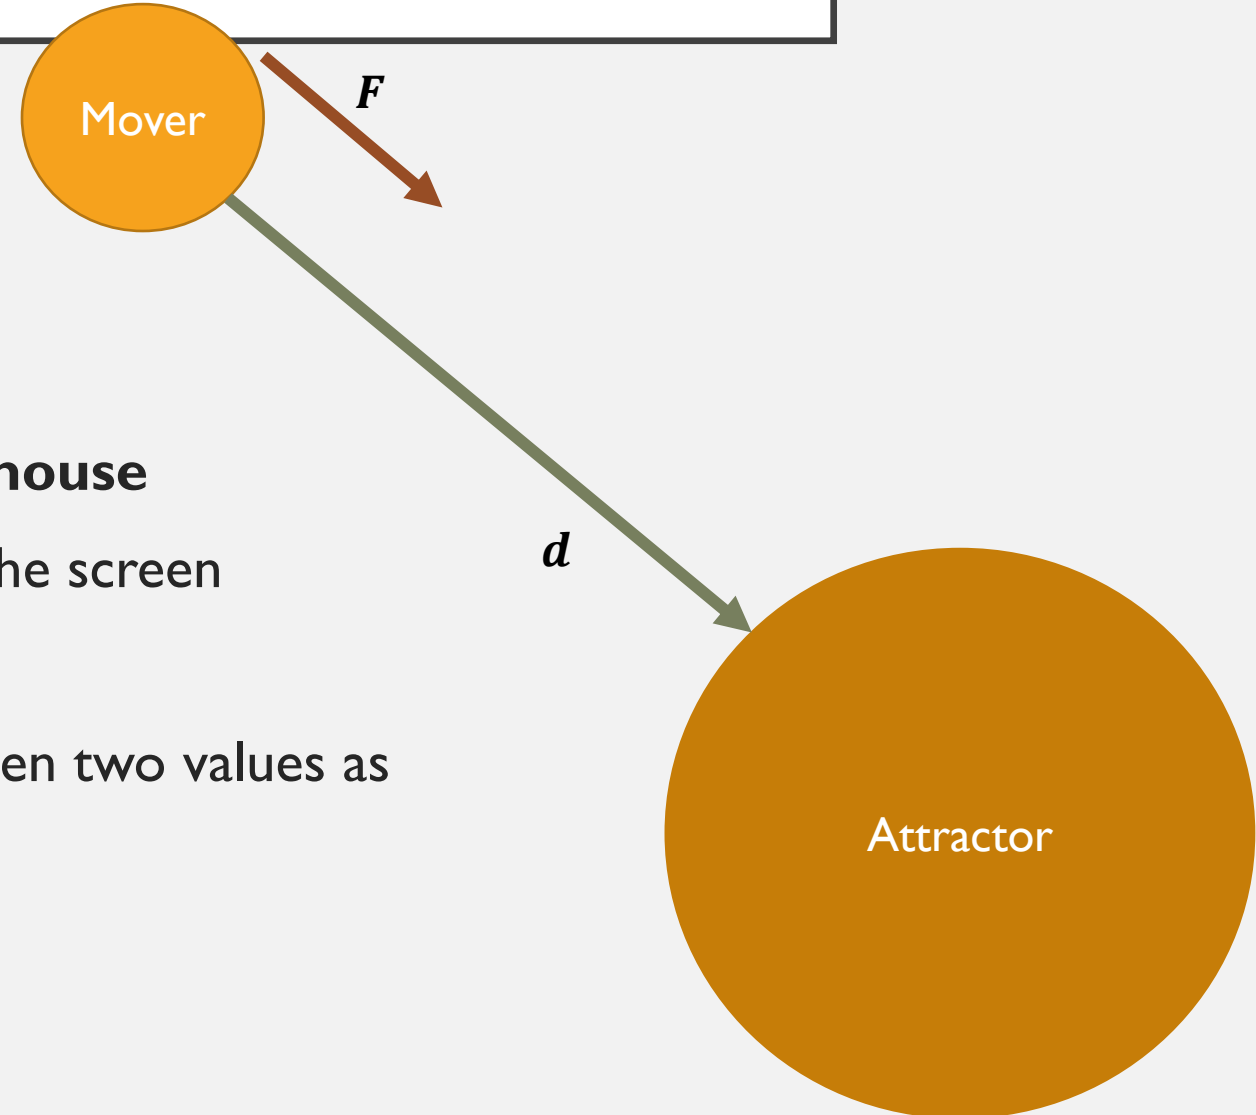 Mover
F
nouse
he screen
d
en two values as
Attractor